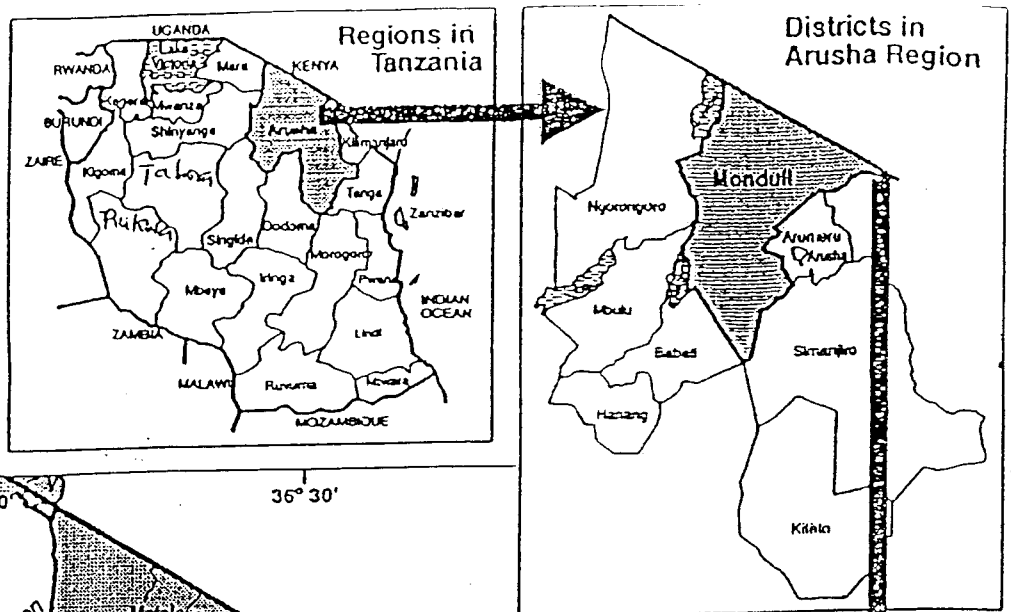 Regions in
Tanzania
UGANDA
Lake
Victoria
RWANDA
Mara
KENYA
Kagera
Mwanza
BURUNDI
Shinyanga
Arusha
Kilimanjaro
ZAIRE
Kigoma
Tabora
Tanga
Zanzibar
Rukwa
Singida
Dodoma
Morogoro
Pwani
Mbeya
Iringa
INDIAN
OCEAN
ZAMBIA
Lindi
MALAWI
Ruvuma
Mtwara
MOZAMBIQUE
Districts in
Arusha Region
Monduli
Ngorongoro
Arumeru
Arusha
Mbulu
Babati
Simanjiro
Hanang
Kiteto
36° 30'